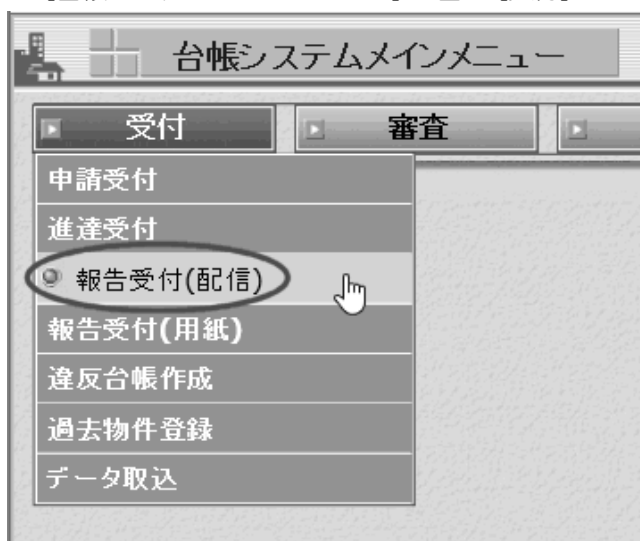 台帳システムメインメニュー
受付 審査
申請受付
進達受付
報告受付(配信)
報告受付(用紙)
違反台帳作成
過去物件登録
データ取込